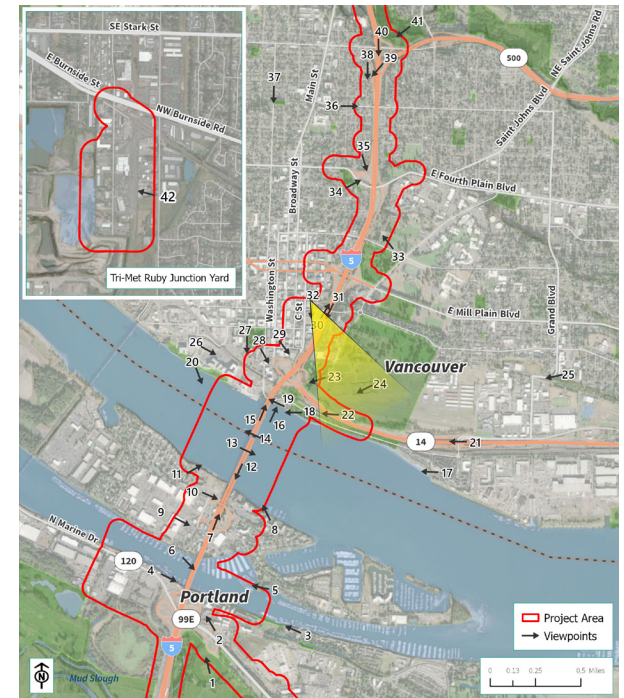 SE Stark St
E Burnside St
NW Burnside Rd
42
Tri-Met Ruby Junction Yard
41
40
38
39
500
NE Saint Johns Rd
37
Main St
36
Saint Johns Blvd
35
E Fourth Plain Blvd
34
Broadway St
33
5
Washington St
C St
32
31
30
E Mill Plain Blvd
Grand Blvd
27
28
29
26
20
Vancouver
23
24
25
19
18
22
15
16
14
21
14
13
12
17
11
10
9
8
7
N Marine Dr
6
120
4
5
Portland
99E
3
2
5
1
Mud Slough
N
Project Area
Viewpoints
0 0.13 0.25 0.5 Miles